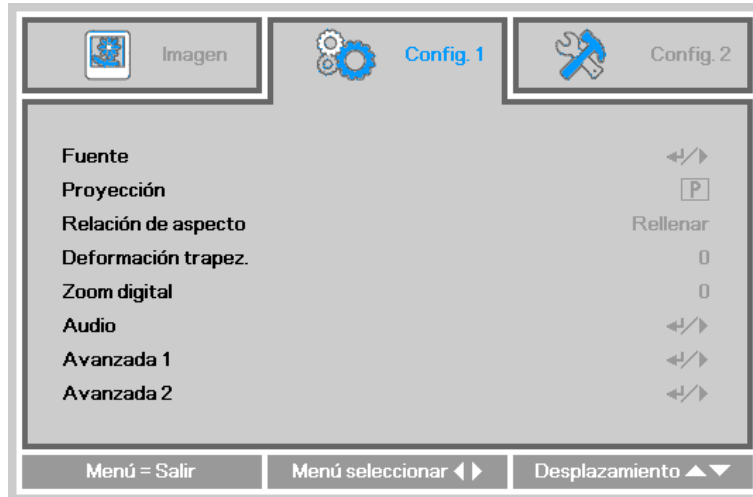 Imagen Config. 1 Config. 2
Fuente
Proyección P
Relación de aspecto Rellenar
Deformación trapez. 0
Zoom digital 0
Audio
Avanzada 1
Avanzada 2
Menú = Salir Menú seleccionar Desplazamiento